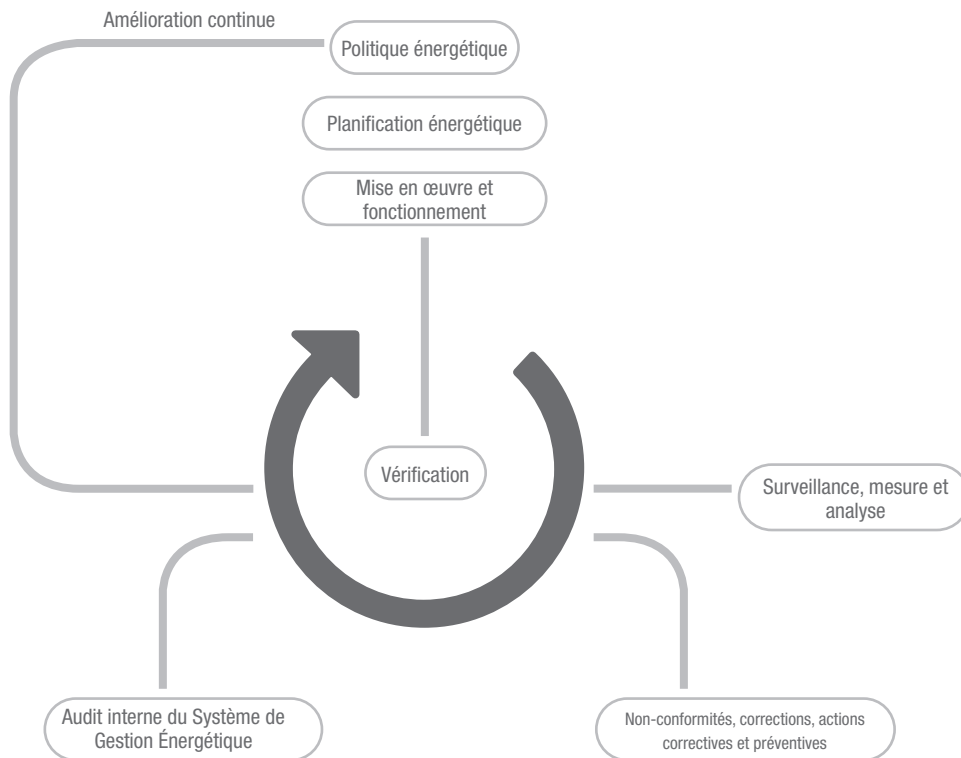 Amélioration continue
Politique énergétique
Planification énergétique
Mise en œuvre et
fonctionnement
Vérification
Surveillance, mesure et
analyse
Audit interne du Système de
Gestion Énergétique
Non-conformités, corrections, actions
correctives et préventives